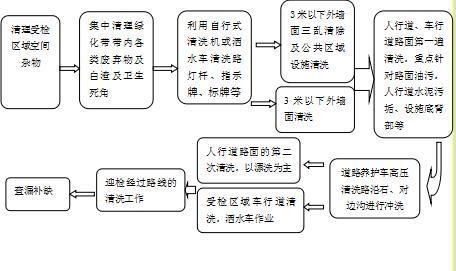 清理受检
区域空间
杂物
集中清理绿
化带带内各
类废弃物及
白渣及卫生
死角
利用自行式
清洗机或洒
水车清洗路
灯杆、指示
牌、标牌等
3米以下外墙
面三乱清除
及公共区域
设施清洗
3 米以下外墙
面清洗
人行道、车行
道路面第一遍
清洗，重点针
对路面油污，
人行道水泥污
垢、设施底背
部等
道路养护车高压
清洗路沿石、对
边沟进行冲洗
人行道路面的第二
次清洗，以漂洗为主
受检区域车行道清
洗，洒水车作业
迎检经过路线的
清洗工作
查漏补缺